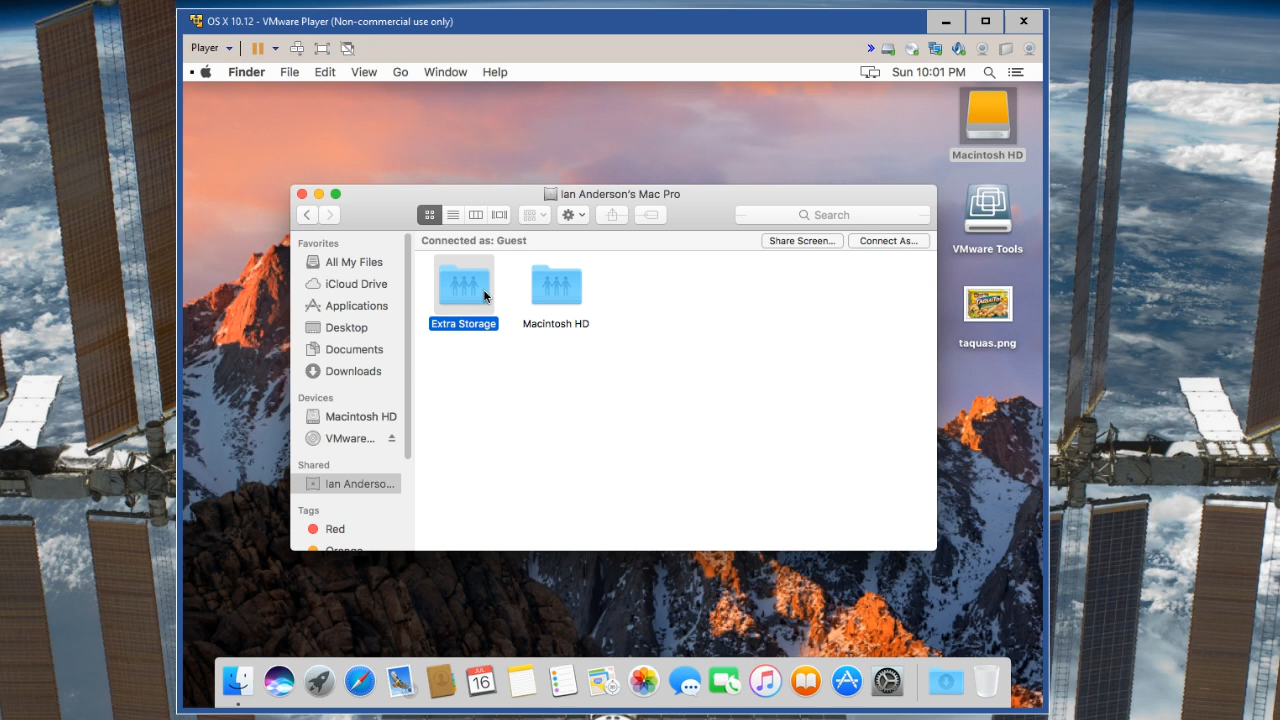 OS X 10.12 - VMware Player (Non-commercial use only)
Player
Finder File Edit View Go Window Help Sun 10:01 PM
Macintosh HD
VMware Tools
taquas.png
Ian Anderson's Mac Pro
Search
Connected as: Guest Share Screen... Connect As...
Favorites
All My Files
iCloud Drive
Applications
Desktop
Documents
Downloads
Devices
Macintosh HD
VMware...
Shared
Ian Anderso...
Tags
Red
Orange
Extra Storage Macintosh HD
JUL
16